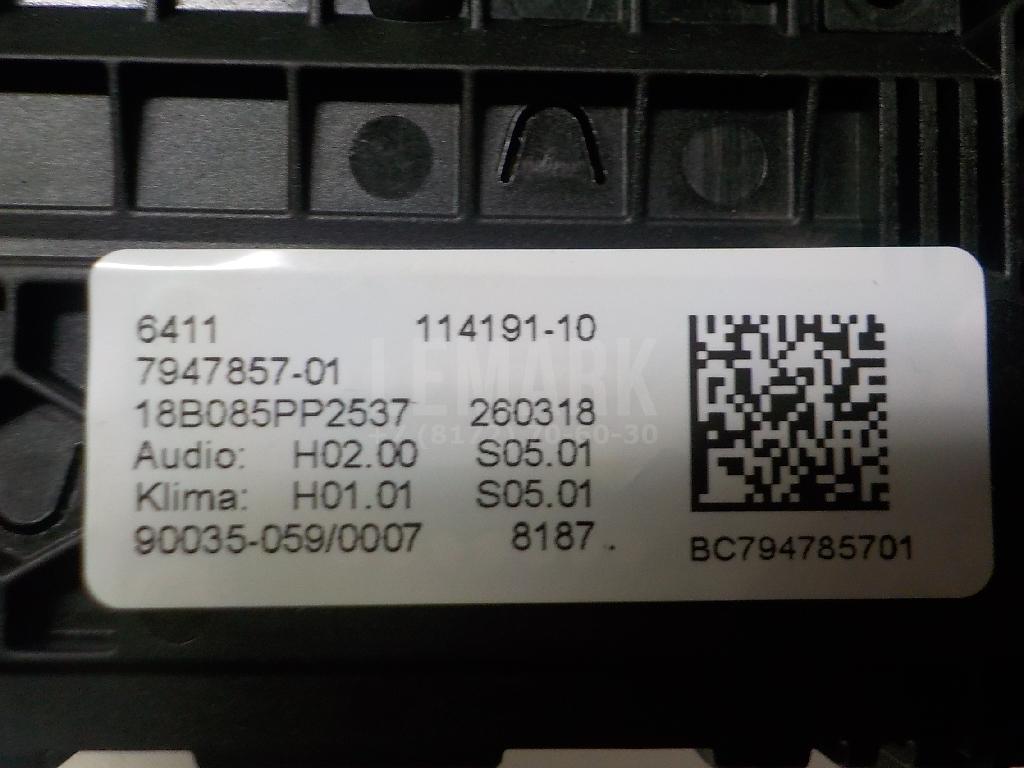 6411 114191-10
7947857-01
18B085PP2537 260318
Audio: H02.00 S05.01
Klima: H01.01 S05.01
90035-059/0007 8187.
BC794785701
LEMARK